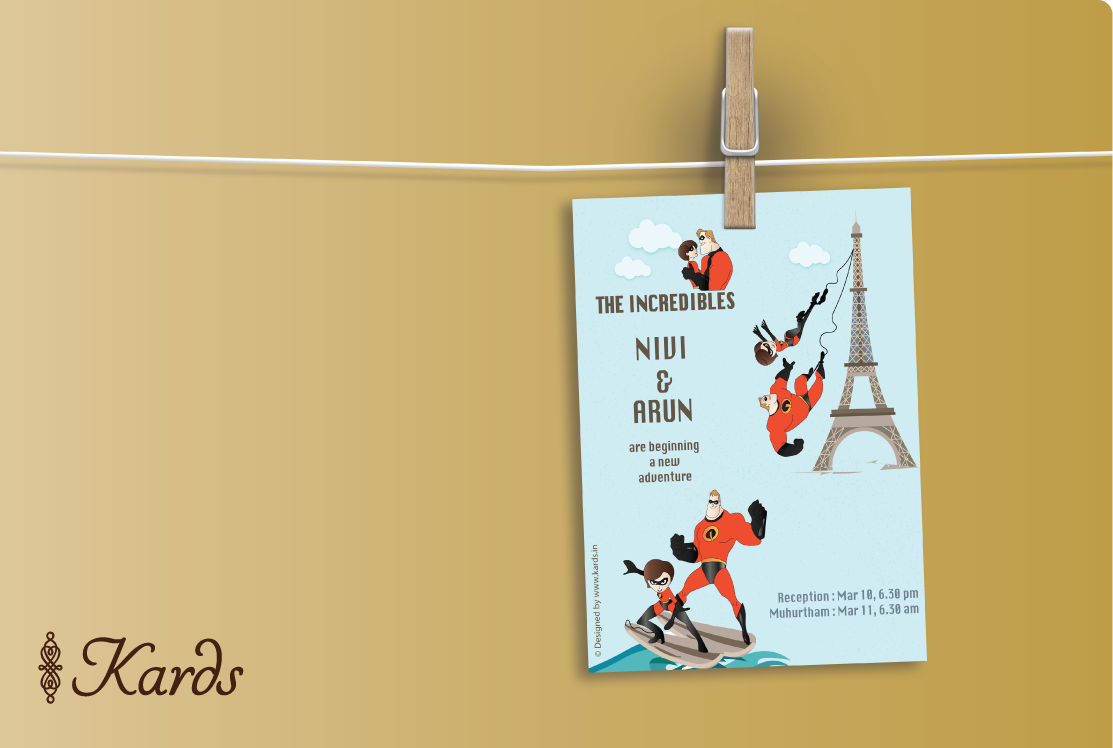 THE INCREDIBLES
NIVI
&
ARUN
are beginning
a new
adventure
Reception : Mar 10, 6.30 pm
Muhurtham : Mar 11, 6.30 am
© Designed by www.kards.in
Kards